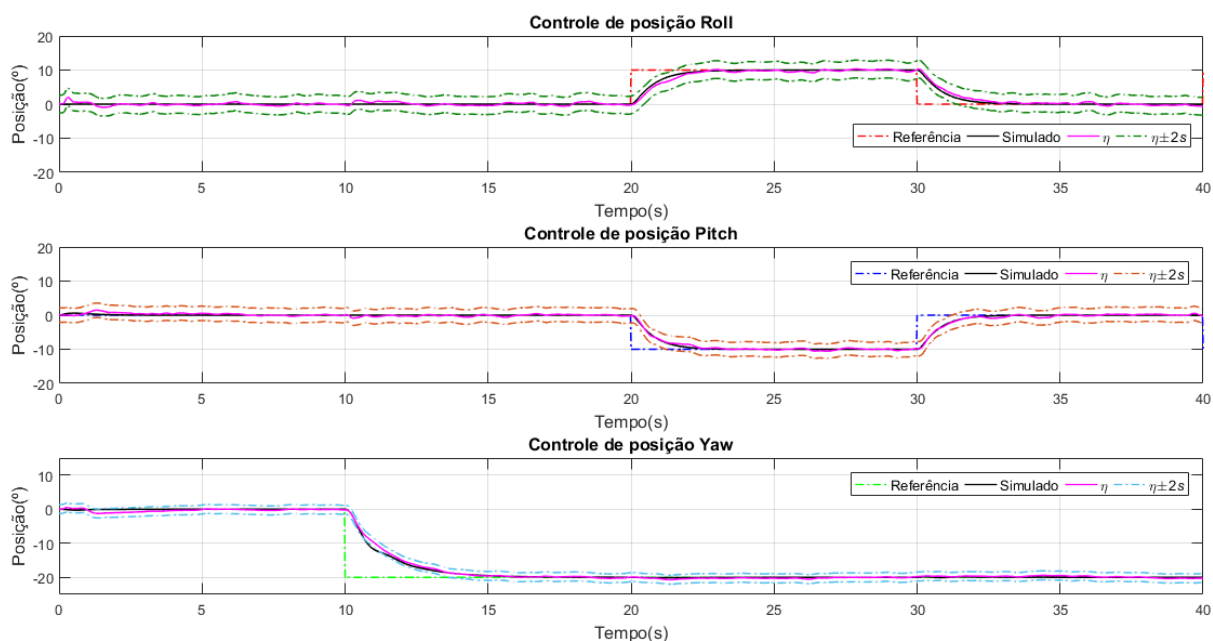 Controle de posição Roll
Posição(º)
20
10
0
-10
-20
Referência Simulado η η±2s
0 5 10 15 20 25 30 35 40
Tempo(s)
Controle de posição Pitch
Posição(º)
20
10
0
-10
-20
Referência Simulado η η±2s
0 5 10 15 20 25 30 35 40
Tempo(s)
Controle de posição Yaw
Posição(º)
10
0
-10
-20
Referência Simulado η η±2s
0 5 10 15 20 25 30 35 40
Tempo(s)